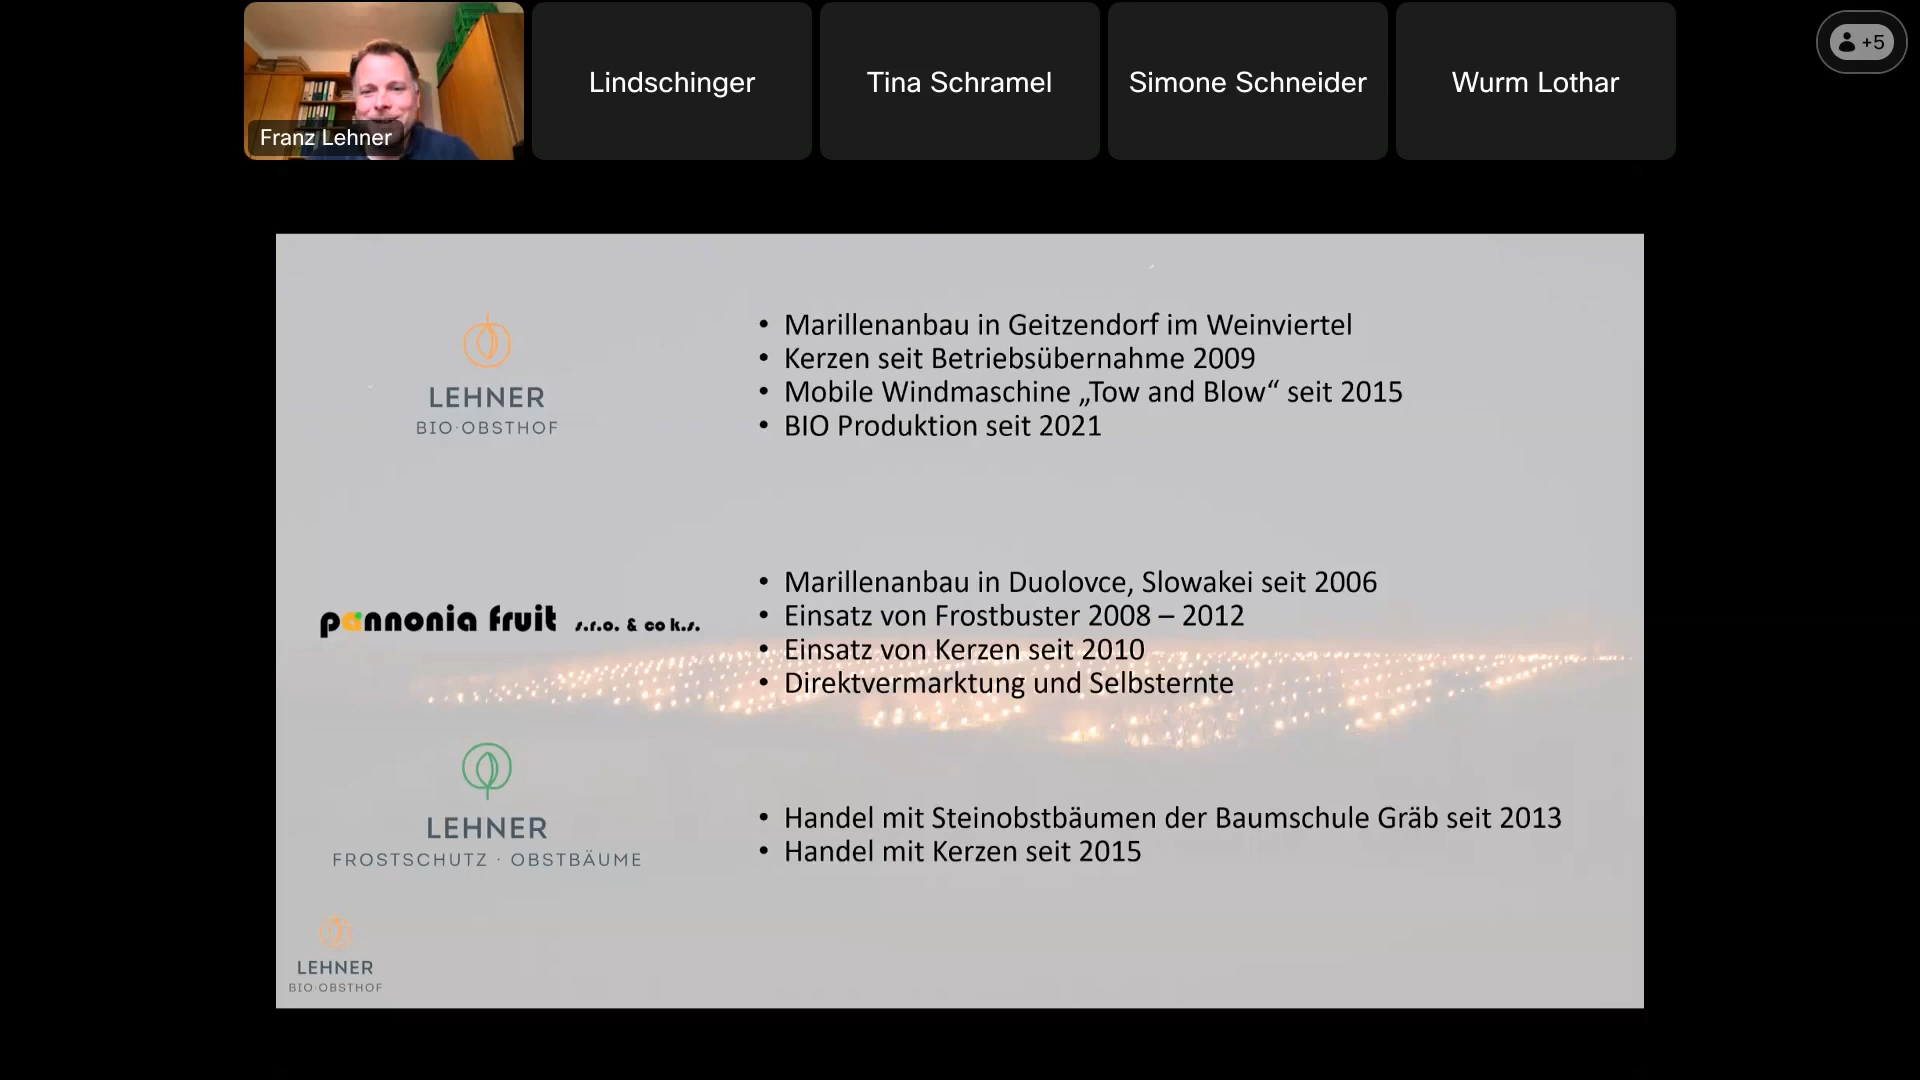 Franz Lehner
Lindschinger
Tina Schramel
Simone Schneider
Wurm Lothar
+5
LEHNER
BIO·OBSTHOF
• Marillenanbau in Geitzendorf im Weinviertel
• Kerzen seit Betriebsübernahme 2009
• Mobile Windmaschine „Tow and Blow“ seit 2015
• BIO Produktion seit 2021
pannonia fruit s.r.o. & co k.s.
• Marillenanbau in Duolovce, Slowakei seit 2006
• Einsatz von Frostbuster 2008 – 2012
• Einsatz von Kerzen seit 2010
• Direktvermarktung und Selbsternte
LEHNER
FROSTSCHUTZ · OBSTBÄUME
• Handel mit Steinobstbäumen der Baumschule Gräb seit 2013
• Handel mit Kerzen seit 2015
LEHNER
BIO·OBSTHOF